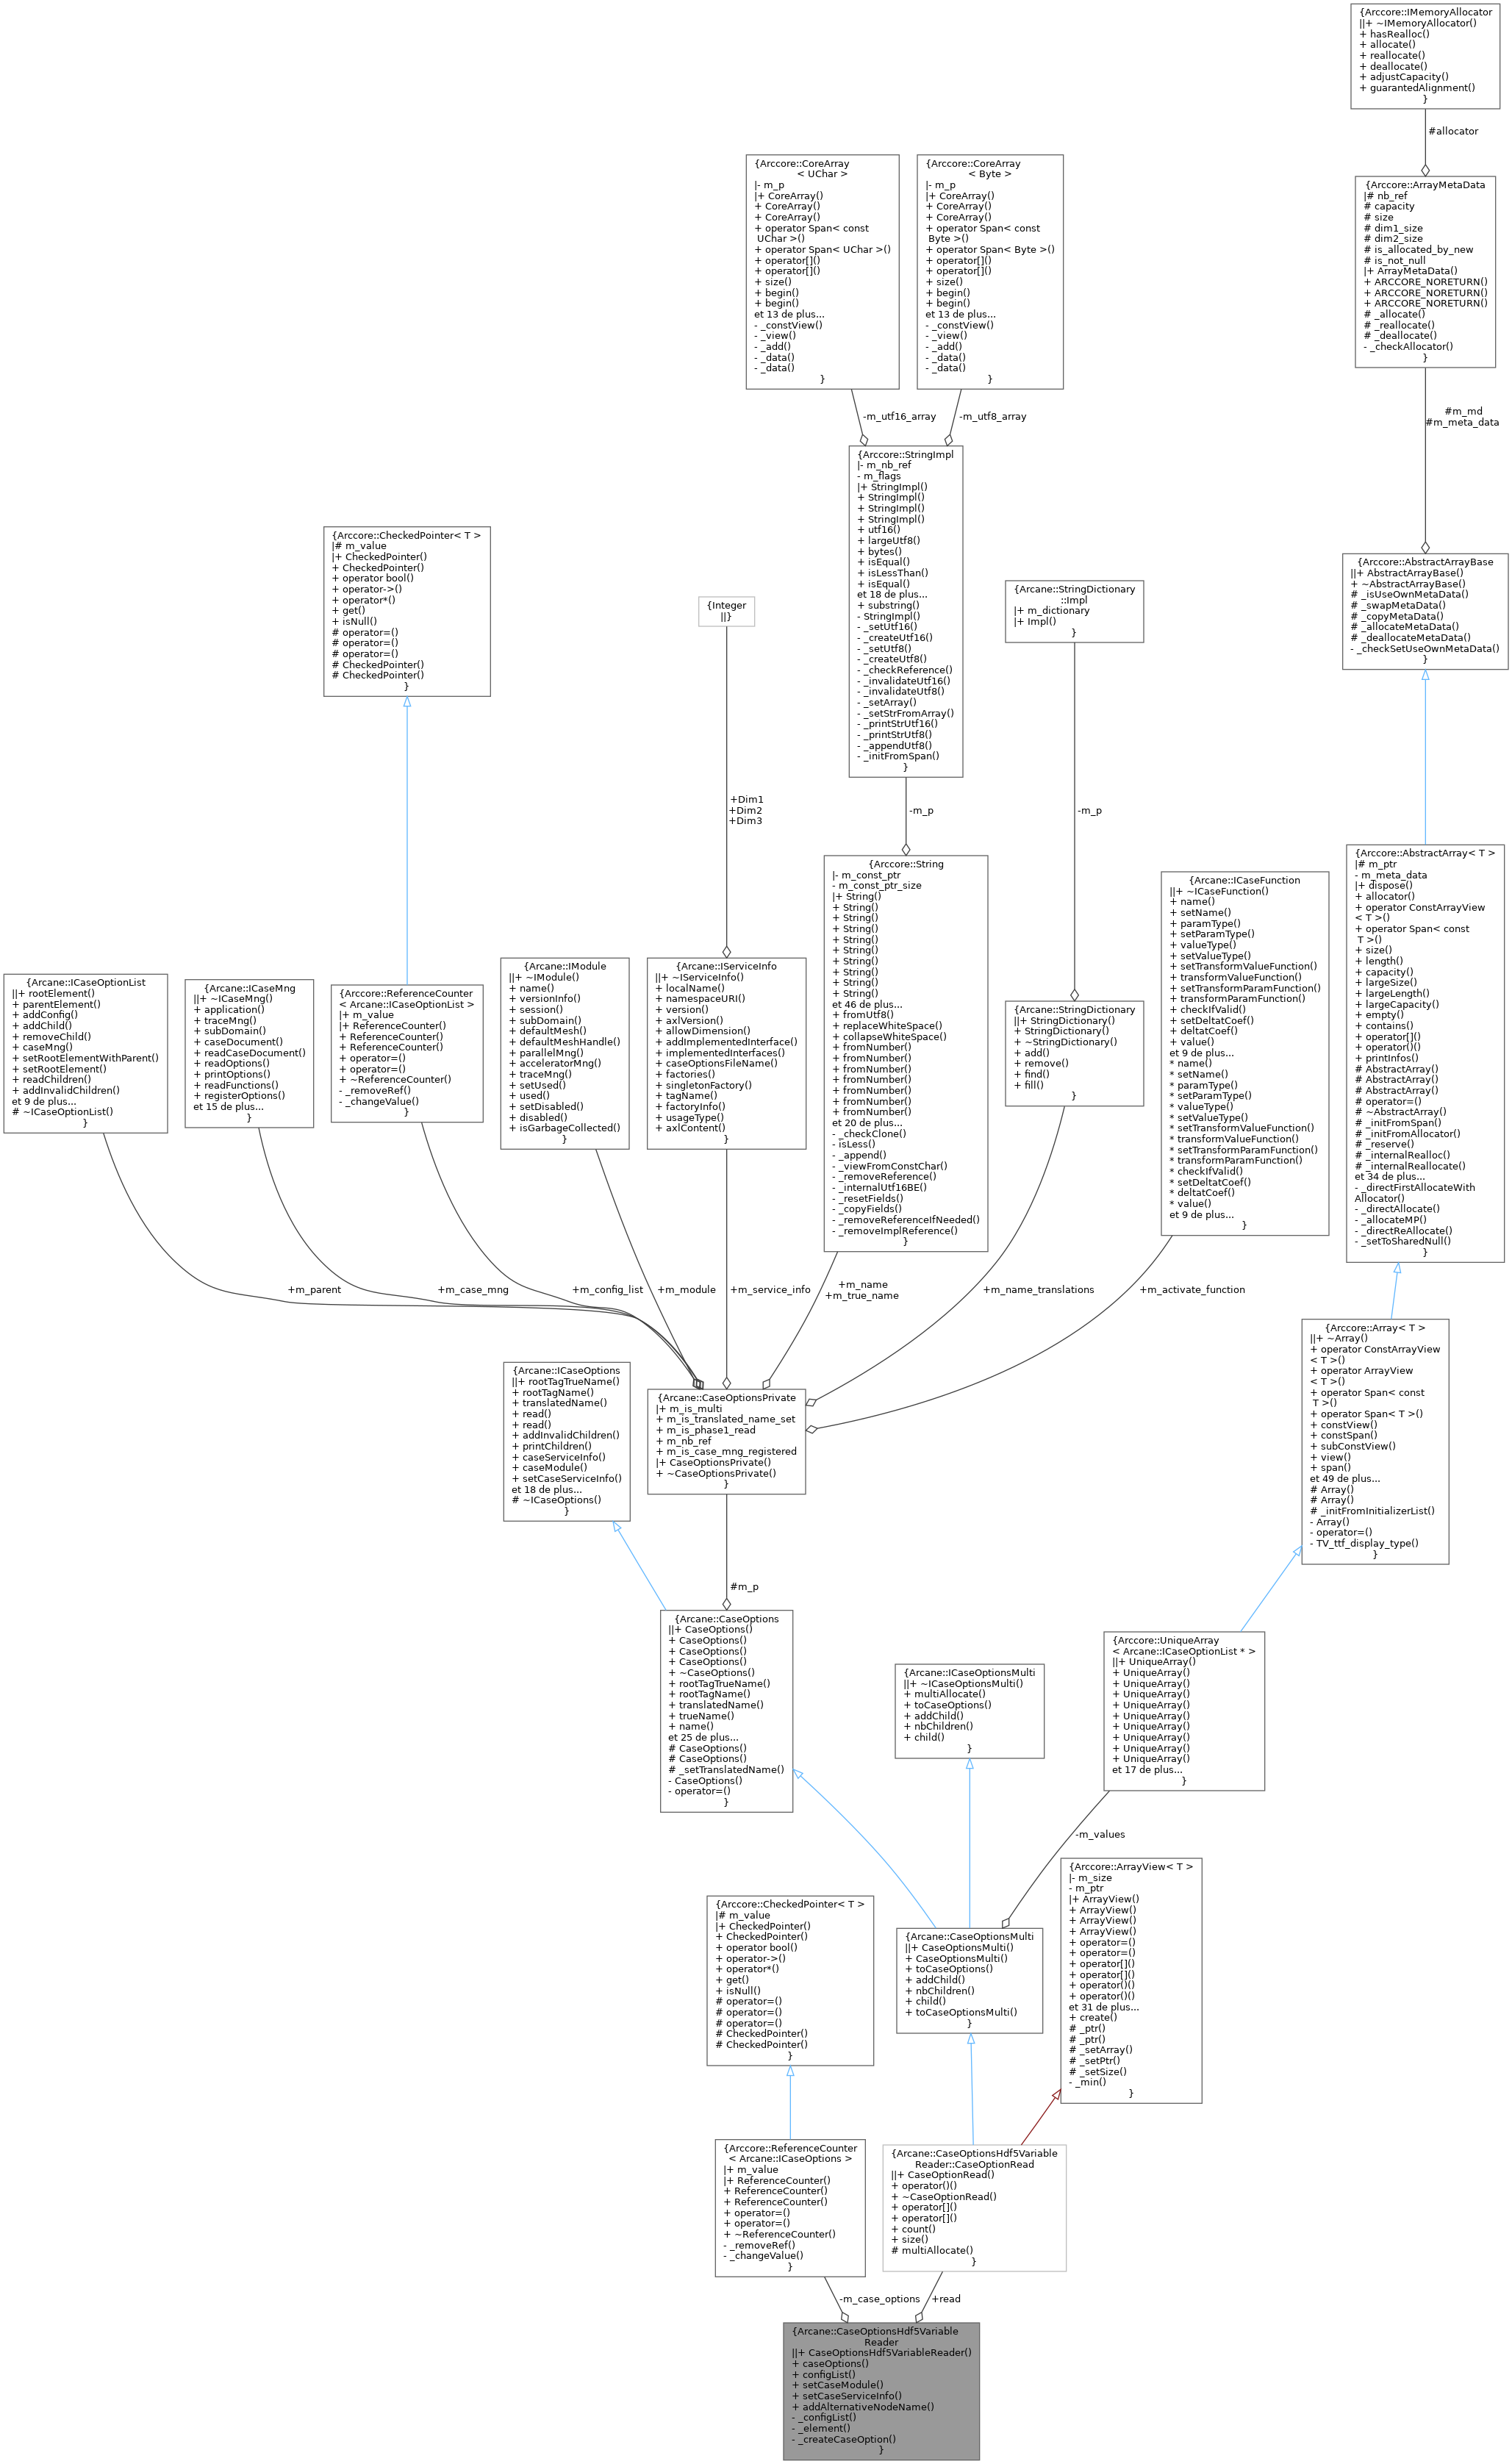 {Arccore::IMemoryAllocator
||+ ~IMemoryAllocator()
+ hasRealloc()
+ allocate()
+ reallocate()
+ deallocate()
+ adjustCapacity()
+ guarantedAlignment()
}
#allocator
{Arccore::ArrayMetaData
|# nb_ref
# capacity
# size
# dim1_size
# dim2_size
# is_allocated_by_new
# is_not_null
|+ ArrayMetaData()
+ ARCCORE_NORETURN()
+ ARCCORE_NORETURN()
+ ARCCORE_NORETURN()
# _allocate()
# _reallocate()
# _deallocate()
- _checkAllocator()
}
#m_md
#m_meta_data
{Arccore::CoreArray
< UChar >
|- m_p
|+ CoreArray()
+ CoreArray()
+ CoreArray()
+ operator Span< const
UChar >()
+ operator Span< UChar >()
+ operator[]()
+ operator[]()
+ size()
+ begin()
+ begin()
et 13 de plus...
- _constView()
- _view()
- _add()
- _data()
- _data()
}
-m_utf16_array
{Arccore::CoreArray
< Byte >
|- m_p
|+ CoreArray()
+ CoreArray()
+ CoreArray()
+ operator Span< const
Byte >()
+ operator Span< Byte >()
+ operator[]()
+ operator[]()
+ size()
+ begin()
+ begin()
et 13 de plus...
- _constView()
- _view()
- _add()
- _data()
- _data()
}
-m_utf8_array
{Arccore::StringImpl
|- m_nb_ref
- m_flags
|+ StringImpl()
+ StringImpl()
+ StringImpl()
+ StringImpl()
+ utf16()
+ largeUtf8()
+ bytes()
+ isEqual()
+ isLessThan()
+ isEqual()
et 18 de plus...
+ substring()
- StringImpl()
- _setUtf16()
- _createUtf16()
- _setUtf8()
- _createUtf8()
- _checkReference()
- _invalidateUtf16()
- _invalidateUtf8()
- _setArray()
- _setStrFromArray()
- _printStrUtf16()
- _printStrUtf8()
- _appendUtf8()
- _initFromSpan()
}
-m_p
{Arccore::CheckedPointer< T >
|# m_value
|+ CheckedPointer()
+ CheckedPointer()
+ operator bool()
+ operator->()
+ operator*()
+ get()
+ isNull()
# operator=()
# operator=()
# operator=()
# CheckedPointer()
# CheckedPointer()
}
{Integer
||}
+Dim1
+Dim2
+Dim3
{Arcane::StringDictionary
::Impl
|+ m_dictionary
|+ Impl()
}
-m_p
{Arccore::AbstractArrayBase
||+ AbstractArrayBase()
+ ~AbstractArrayBase()
# _isUseOwnMetaData()
# _swapMetaData()
# _copyMetaData()
# _allocateMetaData()
# _deallocateMetaData()
- _checkSetUseOwnMetaData()
}
{Arcane::ICaseOptionList
||+ rootElement()
+ parentElement()
+ addConfig()
+ addChild()
+ removeChild()
+ caseMng()
+ setRootElementWithParent()
+ setRootElement()
+ readChildren()
+ addInvalidChildren()
et 9 de plus...
# ~ICaseOptionList()
}
+m_parent
{Arcane::ICaseMng
||+ ~ICaseMng()
+ application()
+ traceMng()
+ subDomain()
+ caseDocument()
+ readCaseDocument()
+ readOptions()
+ printOptions()
+ readFunctions()
+ registerOptions()
et 15 de plus...
}
+m_case_mng
{Arccore::ReferenceCounter
< Arcane::ICaseOptionList >
|+ m_value
|+ ReferenceCounter()
+ ReferenceCounter()
+ ReferenceCounter()
+ operator=()
+ operator=()
+ ~ReferenceCounter()
- _removeRef()
- _changeValue()
}
+m_config_list
{Arcane::IModule
||+ ~IModule()
+ name()
+ versionInfo()
+ session()
+ subDomain()
+ defaultMesh()
+ defaultMeshHandle()
+ parallelMng()
+ acceleratorMng()
+ traceMng()
+ setUsed()
+ used()
+ setDisabled()
+ disabled()
+ isGarbageCollected()
}
+m_module
{Arcane::IServiceInfo
||+ ~IServiceInfo()
+ localName()
+ namespaceURI()
+ version()
+ axlVersion()
+ allowDimension()
+ addImplementedInterface()
+ implementedInterfaces()
+ caseOptionsFileName()
+ factories()
+ singletonFactory()
+ tagName()
+ factoryInfo()
+ usageType()
+ axlContent()
}
+m_service_info
{Arccore::String
|- m_const_ptr
- m_const_ptr_size
|+ String()
+ String()
+ String()
+ String()
+ String()
+ String()
+ String()
+ String()
+ String()
+ String()
et 46 de plus...
+ fromUtf8()
+ replaceWhiteSpace()
+ collapseWhiteSpace()
+ fromNumber()
+ fromNumber()
+ fromNumber()
+ fromNumber()
+ fromNumber()
+ fromNumber()
+ fromNumber()
et 20 de plus...
- _checkClone()
- isLess()
- _append()
- _viewFromConstChar()
- _removeReference()
- _internalUtf16BE()
- _resetFields()
- _copyFields()
- _removeReferenceIfNeeded()
- _removeImplReference()
}
+m_name
+m_true_name
{Arcane::StringDictionary
||+ StringDictionary()
+ StringDictionary()
+ ~StringDictionary()
+ add()
+ remove()
+ find()
+ fill()
}
+m_name_translations
{Arcane::ICaseFunction
||+ ~ICaseFunction()
+ name()
+ setName()
+ paramType()
+ setParamType()
+ valueType()
+ setValueType()
+ setTransformValueFunction()
+ transformValueFunction()
+ setTransformParamFunction()
+ transformParamFunction()
+ checkIfValid()
+ setDeltatCoef()
+ deltatCoef()
+ value()
et 9 de plus...
* name()
* setName()
* paramType()
* setParamType()
* valueType()
* setValueType()
* setTransformValueFunction()
* transformValueFunction()
* setTransformParamFunction()
* transformParamFunction()
* checkIfValid()
* setDeltatCoef()
* deltatCoef()
* value()
et 9 de plus...
}
+m_activate_function
{Arccore::AbstractArray< T >
|# m_ptr
- m_meta_data
|+ dispose()
+ allocator()
+ operator ConstArrayView
< T >()
+ operator Span< const
T >()
+ size()
+ length()
+ capacity()
+ largeSize()
+ largeLength()
+ largeCapacity()
+ empty()
+ contains()
+ operator[]()
+ operator()()
+ printInfos()
# AbstractArray()
# AbstractArray()
# AbstractArray()
# operator=()
# ~AbstractArray()
# _initFromSpan()
# _initFromAllocator()
# _reserve()
# _internalRealloc()
# _internalReallocate()
et 34 de plus...
- _directFirstAllocateWith
Allocator()
- _directAllocate()
- _allocateMP()
- _directReAllocate()
- _setToSharedNull()
}
{Arccore::Array< T >
||+ ~Array()
+ operator ConstArrayView
< T >()
+ operator ArrayView
< T >()
+ operator Span< const
T >()
+ operator Span< T >()
+ constView()
+ constSpan()
+ subConstView()
+ view()
+ span()
et 49 de plus...
# Array()
# Array()
# _initFromInitializerList()
- Array()
- operator=()
- TV_ttf_display_type()
}
{Arcane::ICaseOptions
||+ rootTagTrueName()
+ rootTagName()
+ translatedName()
+ read()
+ read()
+ addInvalidChildren()
+ printChildren()
+ caseServiceInfo()
+ caseModule()
+ setCaseServiceInfo()
et 18 de plus...
# ~ICaseOptions()
}
{Arcane::CaseOptionsPrivate
|+ m_is_multi
+ m_is_translated_name_set
+ m_is_phase1_read
+ m_nb_ref
+ m_is_case_mng_registered
|+ CaseOptionsPrivate()
+ ~CaseOptionsPrivate()
}
#m_p
{Arcane::CaseOptions
||+ CaseOptions()
+ CaseOptions()
+ CaseOptions()
+ CaseOptions()
+ ~CaseOptions()
+ rootTagTrueName()
+ rootTagName()
+ translatedName()
+ trueName()
+ name()
et 25 de plus...
# CaseOptions()
# CaseOptions()
# _setTranslatedName()
- CaseOptions()
- operator=()
}
{Arcane::ICaseOptionsMulti
||+ ~ICaseOptionsMulti()
+ multiAllocate()
+ toCaseOptions()
+ addChild()
+ nbChildren()
+ child()
}
{Arccore::UniqueArray
< Arcane::ICaseOptionList * >
||+ UniqueArray()
+ UniqueArray()
+ UniqueArray()
+ UniqueArray()
+ UniqueArray()
+ UniqueArray()
+ UniqueArray()
+ UniqueArray()
+ UniqueArray()
+ UniqueArray()
et 17 de plus...
}
-m_values
{Arccore::ArrayView< T >
|- m_size
- m_ptr
|+ ArrayView()
+ ArrayView()
+ ArrayView()
+ ArrayView()
+ operator=()
+ operator=()
+ operator[]()
+ operator[]()
+ operator()()
+ operator()()
et 31 de plus...
+ create()
# _ptr()
# _ptr()
# _setArray()
# _setPtr()
# _setSize()
- _min()
}
{Arccore::CheckedPointer< T >
|# m_value
|+ CheckedPointer()
+ CheckedPointer()
+ operator bool()
+ operator->()
+ operator*()
+ get()
+ isNull()
# operator=()
# operator=()
# operator=()
# CheckedPointer()
# CheckedPointer()
}
{Arcane::CaseOptionsMulti
||+ CaseOptionsMulti()
+ CaseOptionsMulti()
+ toCaseOptions()
+ addChild()
+ nbChildren()
+ child()
+ toCaseOptionsMulti()
}
{Arccore::ReferenceCounter
< Arcane::ICaseOptions >
|+ m_value
|+ ReferenceCounter()
+ ReferenceCounter()
+ ReferenceCounter()
+ operator=()
+ operator=()
+ ~ReferenceCounter()
- _removeRef()
- _changeValue()
}
-m_case_options
{Arcane::CaseOptionsHdf5Variable
Reader::CaseOptionRead
||+ CaseOptionRead()
+ operator()()
+ ~CaseOptionRead()
+ operator[]()
+ operator[]()
+ count()
+ size()
# multiAllocate()
}
+read
{Arcane::CaseOptionsHdf5Variable
Reader
||+ CaseOptionsHdf5VariableReader()
+ caseOptions()
+ configList()
+ setCaseModule()
+ setCaseServiceInfo()
+ addAlternativeNodeName()
- _configList()
- _element()
- _createCaseOption()
}